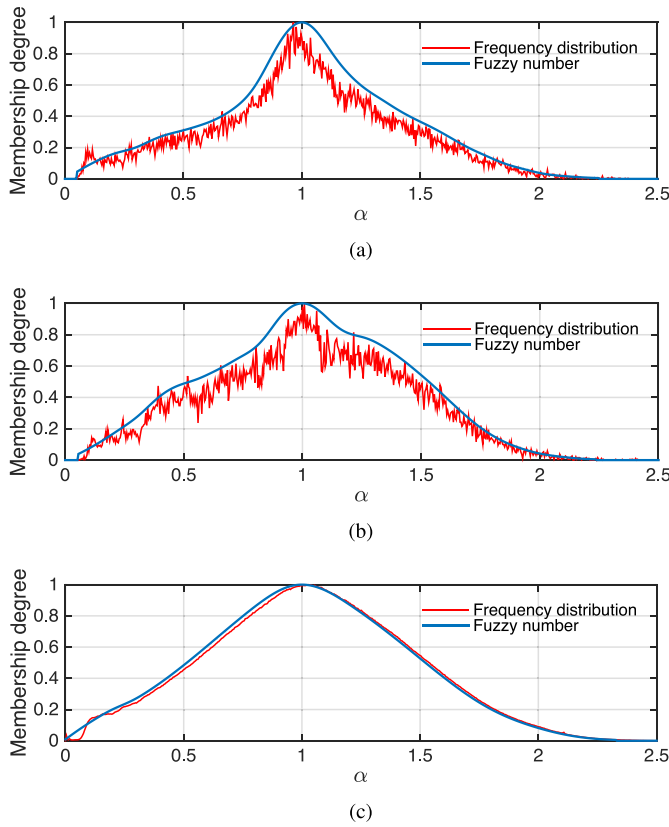 Membership degree
1
0.8
0.6
0.4
0.2
0
Frequency distribution
Fuzzy number
0 0.5 1 1.5 2 2.5
α
(a)
Membership degree
1
0.8
0.6
0.4
0.2
0
Frequency distribution
Fuzzy number
0 0.5 1 1.5 2 2.5
α
(b)
Membership degree
1
0.8
0.6
0.4
0.2
0
Frequency distribution
Fuzzy number
0 0.5 1 1.5 2 2.5
α
(c)